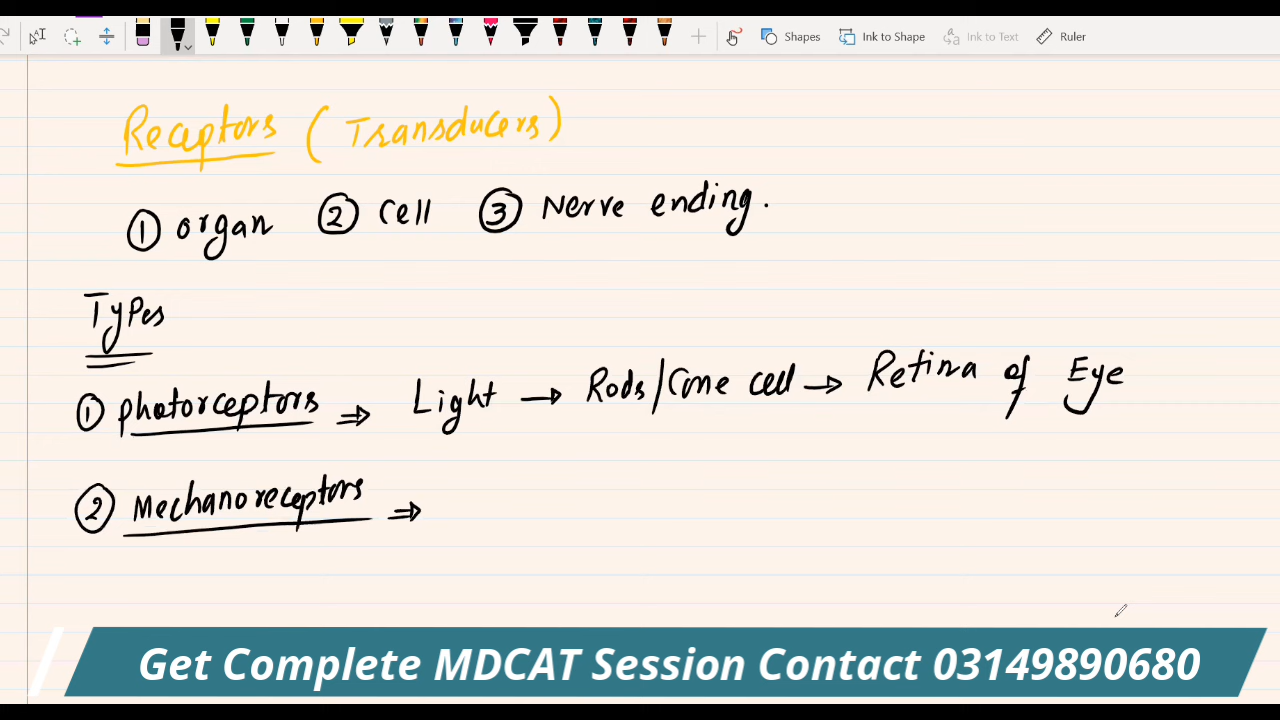 Shapes Ink to Shape Ink to Text Ruler
Receptors (Transducers)
① organ ② Cell ③ Nerve ending.
Types
① photorceptors ⇒ Light → Rods/Cone cell → Retina of Eye
② Mechanoreceptors ⇒
Get Complete MDCAT Session Contact 03149890680